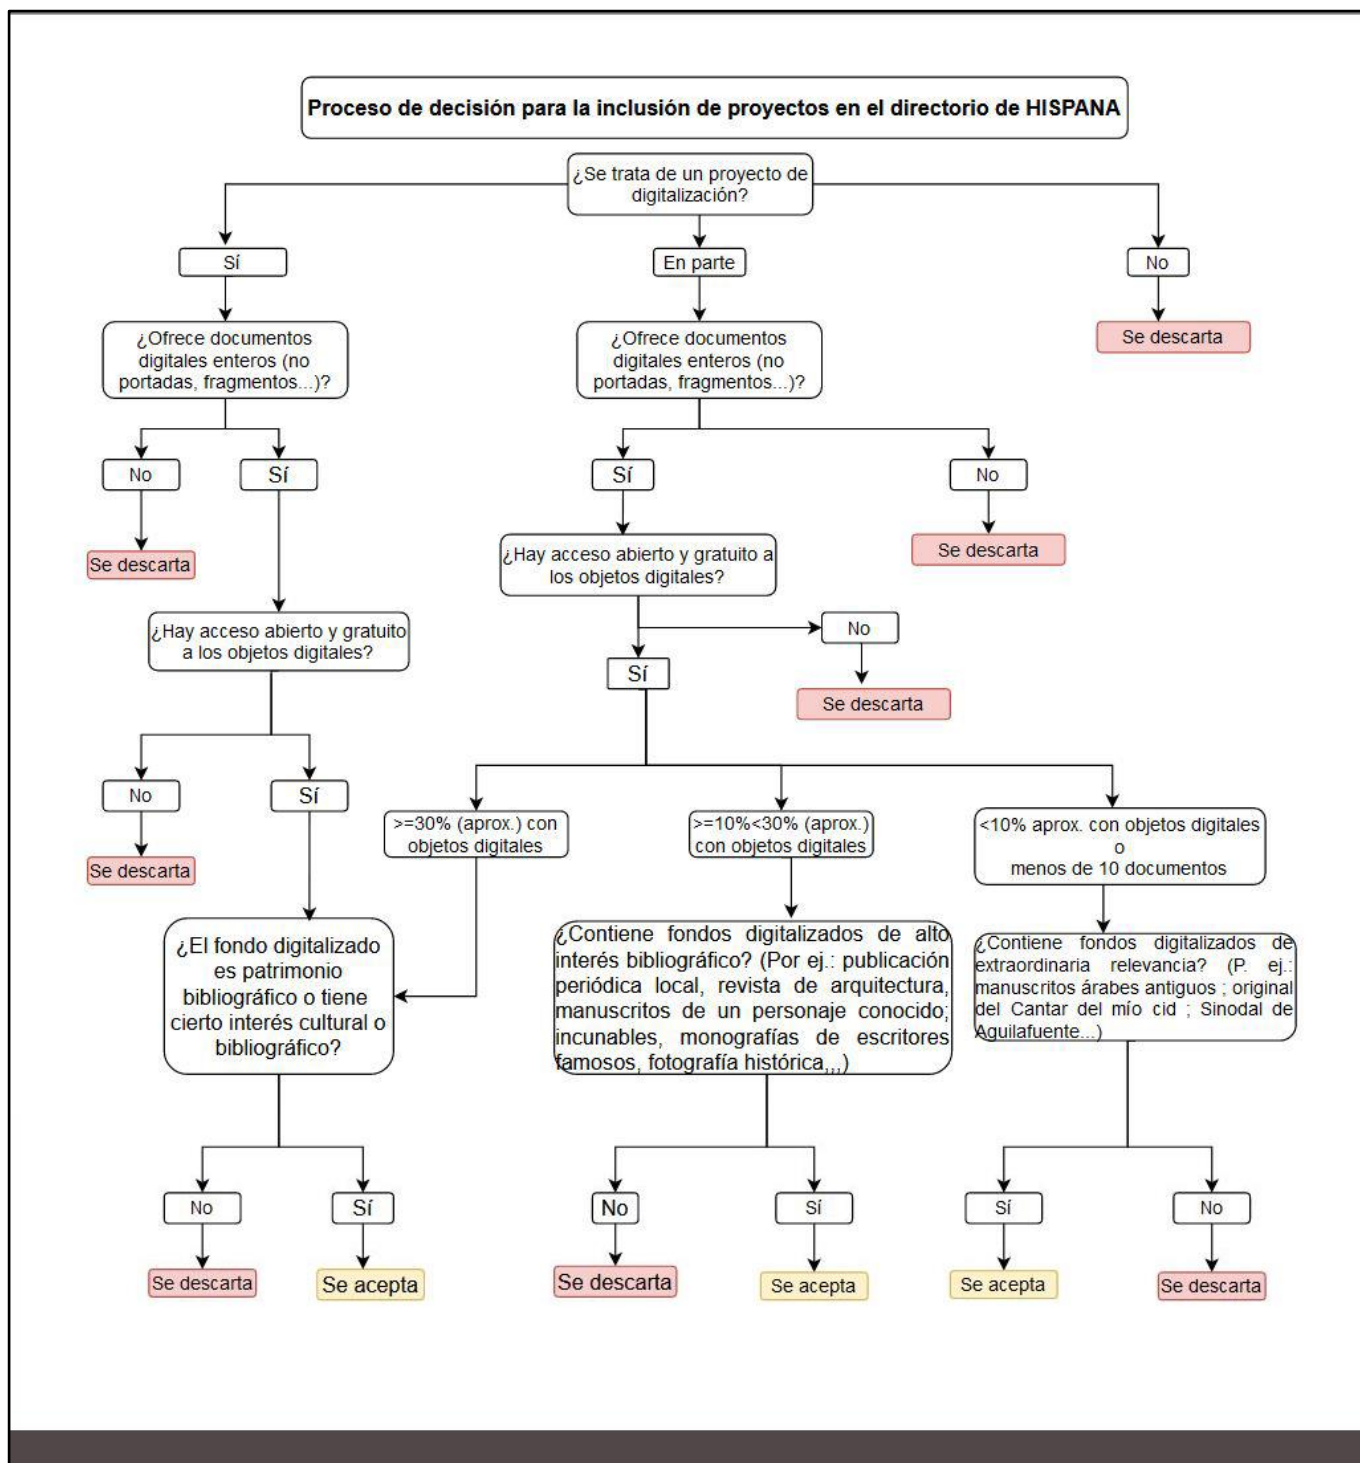 Proceso de decisión para la inclusión de proyectos en el directorio de HISPANA
¿Se trata de un proyecto de
digitalización?
Sí
En parte
No
¿Ofrece documentos
digitales enteros (no
portadas, fragmentos...)?
¿Ofrece documentos
digitales enteros (no
portadas, fragmentos...)?
Se descarta
No
Sí
Sí
No
Se descarta
¿Hay acceso abierto y gratuito a
los objetos digitales?
Se descarta
¿Hay acceso abierto y gratuito
a los objetos digitales?
No
Sí
Se descarta
No
Sí
>=30% (aprox.) con
objetos digitales
>=10%<30% (aprox.)
con objetos digitales
<10% aprox. con objetos digitales
o
menos de 10 documentos
Se descarta
¿El fondo digitalizado
es patrimonio
bibliográfico o tiene
cierto interés cultural o
bibliográfico?
¿Contiene fondos digitalizados de alto
interés bibliográfico? (Por ej.: publicación
periódica local, revista de arquitectura,
manuscritos de un personaje conocido;
incunables, monografías de escritores
famosos, fotografía histórica,,,)
¿Contiene fondos digitalizados de
extraordinaria relevancia? (P. ej.:
manuscritos árabes antiguos ; original
del Cantar del mío cid ; Sinodal de
Aguilafuente...)
No
Sí
No
Sí
Sí
No
Se descarta
Se acepta
Se descarta
Se acepta
Se acepta
Se descarta